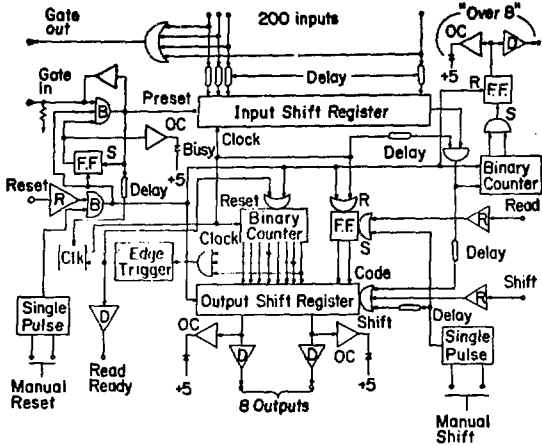 Gate out
200 inputs
"Over 8"
OC
D
+5
R
F.F.
S
Gate in
B
Delay
Preset
Input Shift Register
OC
Busy
+5
Clock
Delay
Binary Counter
F.F
S
Delay
Reset
R
B
Reset
Binary Counter
R
F.F.
S
R
Read
Clk
Edge Trigger
Clock
Delay
Code
Output Shift Register
Shift
R
Shift
Delay
Single Pulse
D
OC
D
D
OC
Single Pulse
+5
+5
Manual Reset
Read Ready
8 Outputs
Manual Shift